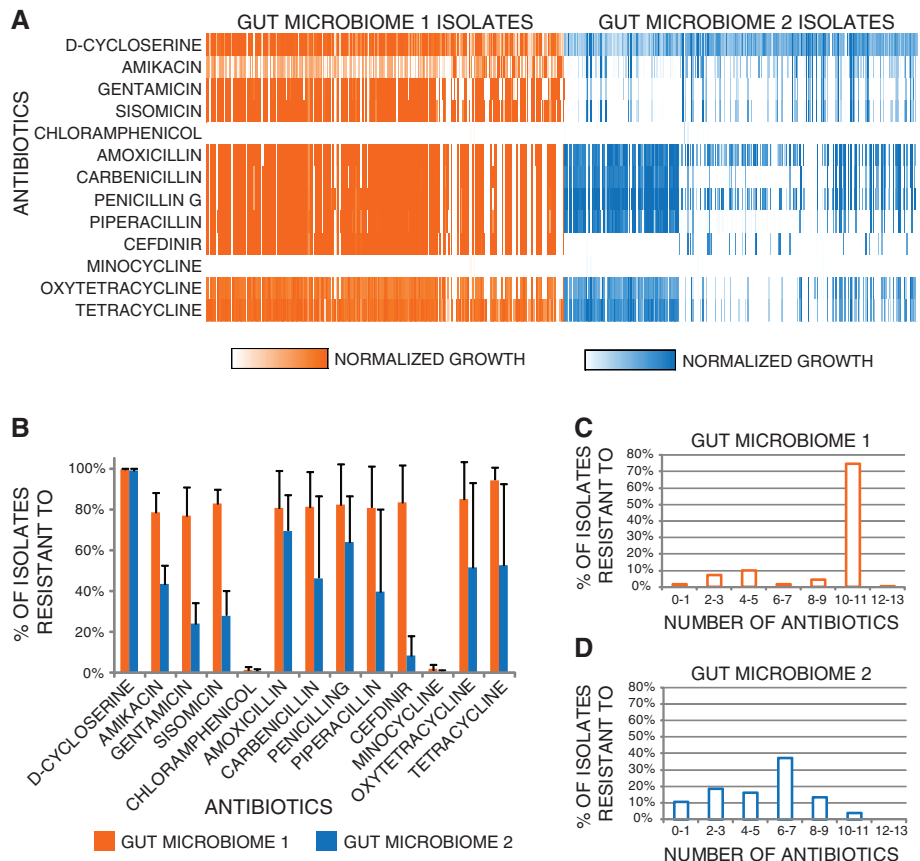 A
GUT MICROBIOME 1 ISOLATES
GUT MICROBIOME 2 ISOLATES
ANTIBIOTICS
D-CYCLOSERINE
AMIKACIN
GENTAMICIN
SISOMICIN
CHLORAMPHENICOL
AMOXICILLIN
CARBENICILLIN
PENICILLIN G
PIPERACILLIN
CEFDINIR
MINOCYCLINE
OXYTETRACYCLINE
TETRACYCLINE
NORMALIZED GROWTH
NORMALIZED GROWTH
B
% OF ISOLATES
RESISTANT TO
100%
80%
60%
40%
20%
0%
D-CYCLOSERINE
AMIKACIN
GENTAMICIN
SISOMICIN
CHLORAMPHENICOL
AMOXICILLIN
CARBENICILLIN
PENICILLING
PIPERACILLIN
CEFDINIR
MINOCYCLINE
OXYTETRACYCLINE
TETRACYCLINE
ANTIBIOTICS
GUT MICROBIOME 1
GUT MICROBIOME 2
C
GUT MICROBIOME 1
% OF ISOLATES
RESISTANT TO
80%
70%
60%
50%
40%
30%
20%
10%
0%
0-1 2-3 4-5 6-7 8-9 10-11 12-13
NUMBER OF ANTIBIOTICS
D
GUT MICROBIOME 2
% OF ISOLATES
RESISTANT TO
80%
70%
60%
50%
40%
30%
20%
10%
0%
0-1 2-3 4-5 6-7 8-9 10-11 12-13
NUMBER OF ANTIBIOTICS